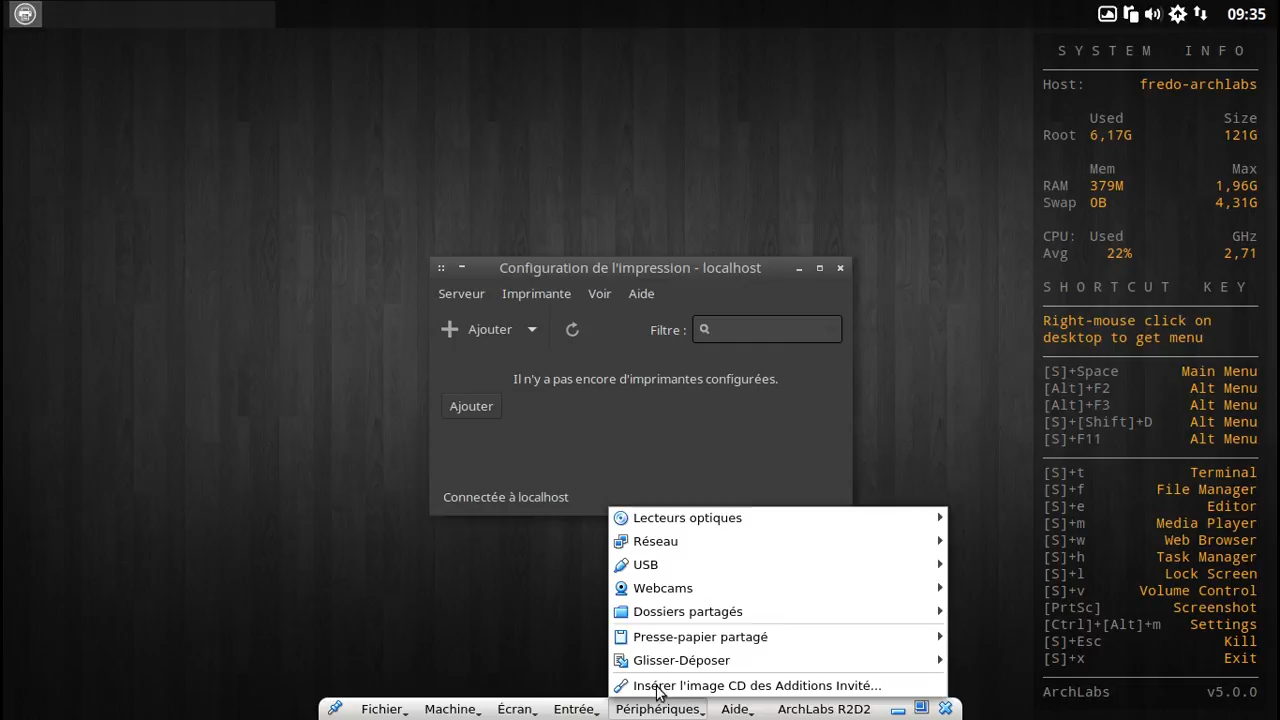 09:35
SYSTEM INFO
Host: fredo-archlabs
Used Size
Root 6,17G 121G
Mem Max
RAM 379M 1,96G
Swap 0B 4,31G
CPU: Used GHz
Avg 22% 2,71
SHORTCUT KEY
Right-mouse click on
desktop to get menu
[S]+Space Main Menu
[Alt]+F2 Alt Menu
[Alt]+F3 Alt Menu
[S]+[Shift]+D Alt Menu
[S]+F11 Alt Menu
[S]+t Terminal
[S]+f File Manager
[S]+e Editor
[S]+m Media Player
[S]+w Web Browser
[S]+h Task Manager
[S]+l Lock Screen
[S]+v Volume Control
[PrtSc] Screenshot
[Ctrl]+[Alt]+m Settings
[S]+Esc Kill
[S]+x Exit
ArchLabs v5.0.0
Configuration de l'impression - localhost
Serveur Imprimante Voir Aide
Ajouter Filtre :
Il n'y a pas encore d'imprimantes configurées.
Ajouter
Connectée à localhost
Lecteurs optiques
Réseau
USB
Webcams
Dossiers partagés
Presse-papier partagé
Glisser-Déposer
Insérer l'image CD des Additions Invité...
Fichier Machine Écran Entrée Périphériques Aide ArchLabs R2D2